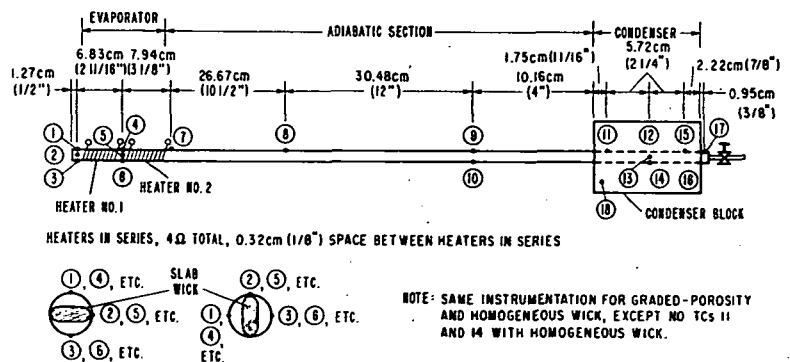 EVAPORATOR
ADIABATIC SECTION
CONDENSER
1.27cm (1/2")
6.83cm (2 11/16")
7.94cm (3 1/8")
26.67cm (10 1/2")
30.48cm (12")
10.16cm (4")
1.75cm(11/16")
5.72cm (2 1/4")
2.22cm(7/8")
0.95cm (3/8")
1 2 3 4 5 6 7 8 9 10 11 12 13 14 15 16 17 18
HEATER NO.1
HEATER NO.2
CONDENSER BLOCK
HEATERS IN SERIES, 4Ω TOTAL, 0.32cm (1/8") SPACE BETWEEN HEATERS IN SERIES
SLAB WICK
1, 4, ETC.
2, 5, ETC.
3, 6, ETC.
2, 5, ETC.
1, 4, ETC.
3, 6, ETC.
NOTE: SAME INSTRUMENTATION FOR GRADED-POROSITY
AND HOMOGENEOUS WICK, EXCEPT NO TCs 11
AND 14 WITH HOMOGENEOUS WICK.